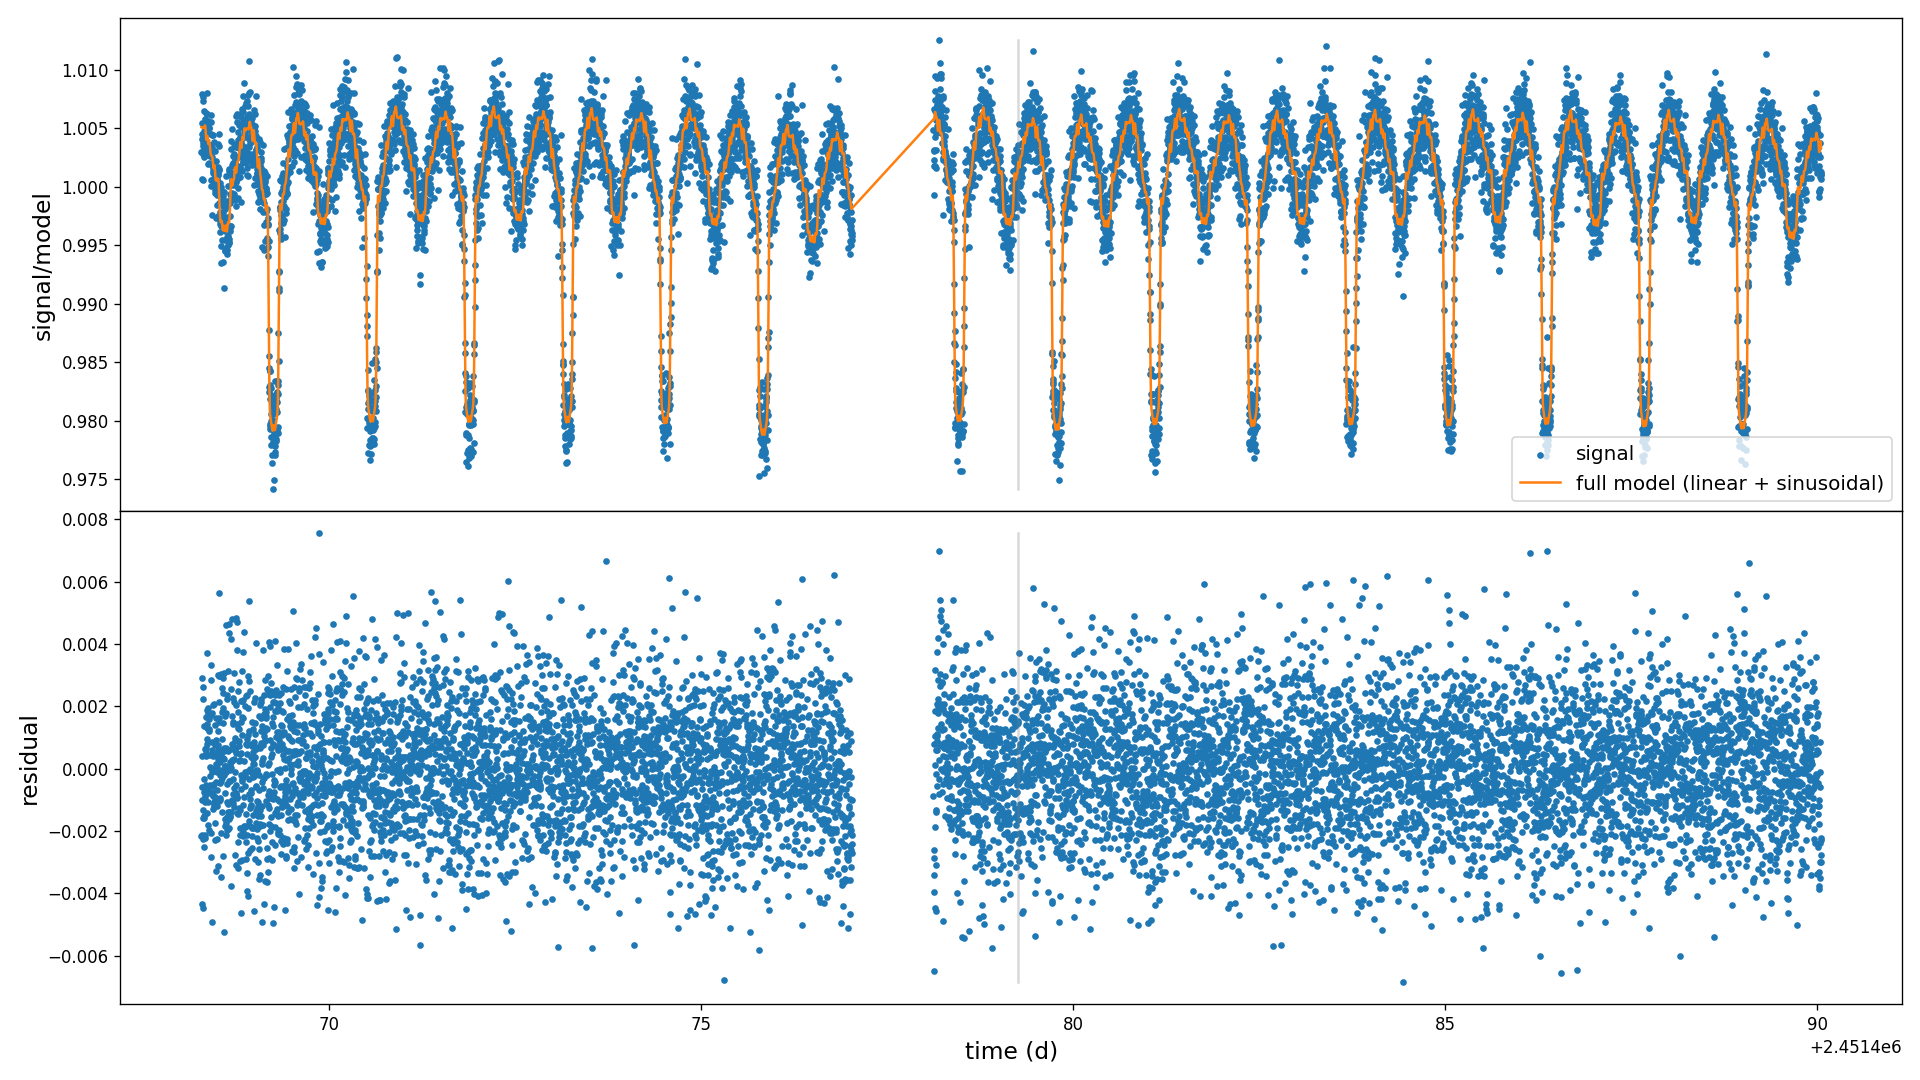 signal/model
1.010
1.005
1.000
0.995
0.990
0.985
0.980
0.975
signal
full model (linear + sinusoidal)
residual
0.008
0.006
0.004
0.002
0.000
−0.002
−0.004
−0.006
70 75 80 85 90
time (d)
+2.4514e6